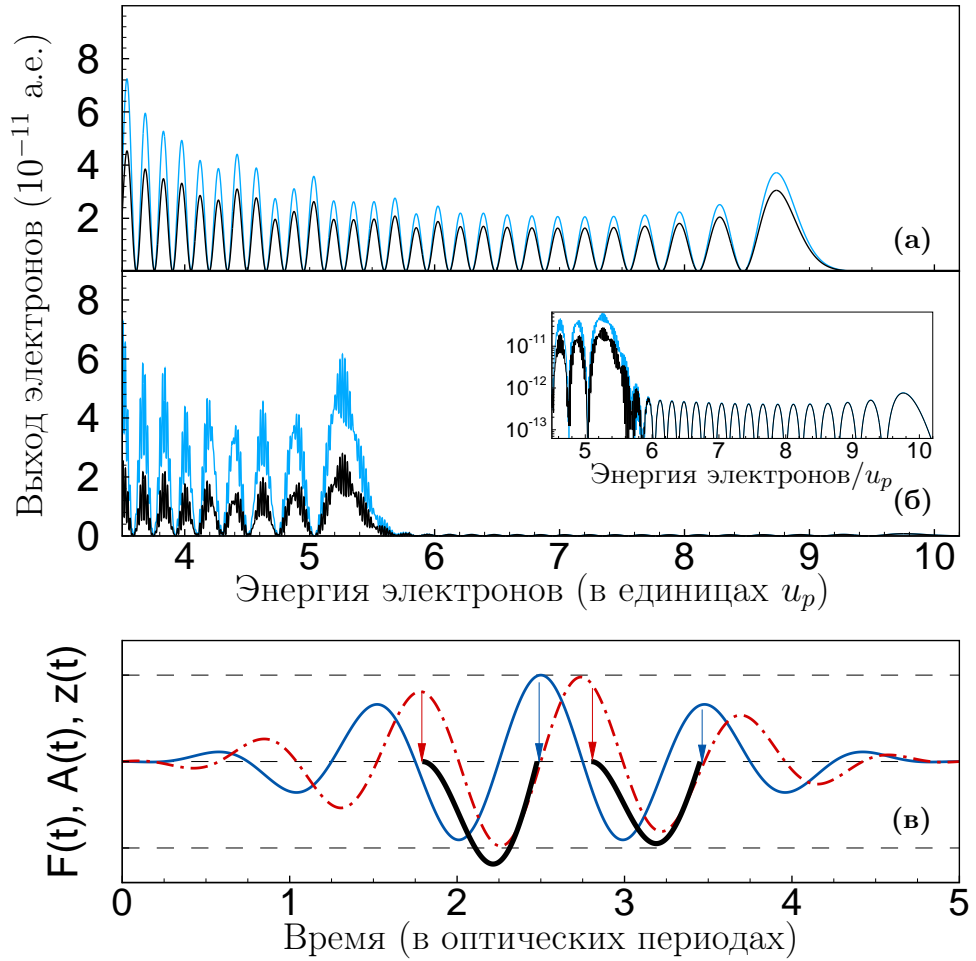 8
6
4
2
(а)
Выход электронов (10⁻¹¹ а.е.)
8
6
4
2
0
10⁻¹¹
10⁻¹²
10⁻¹³
5 6 7 8 9 10
Энергия электронов/u_p
(б)
4 5 6 7 8 9 10
Энергия электронов (в единицах u_p)
F(t), A(t), z(t)
(в)
0 1 2 3 4 5
Время (в оптических периодах)